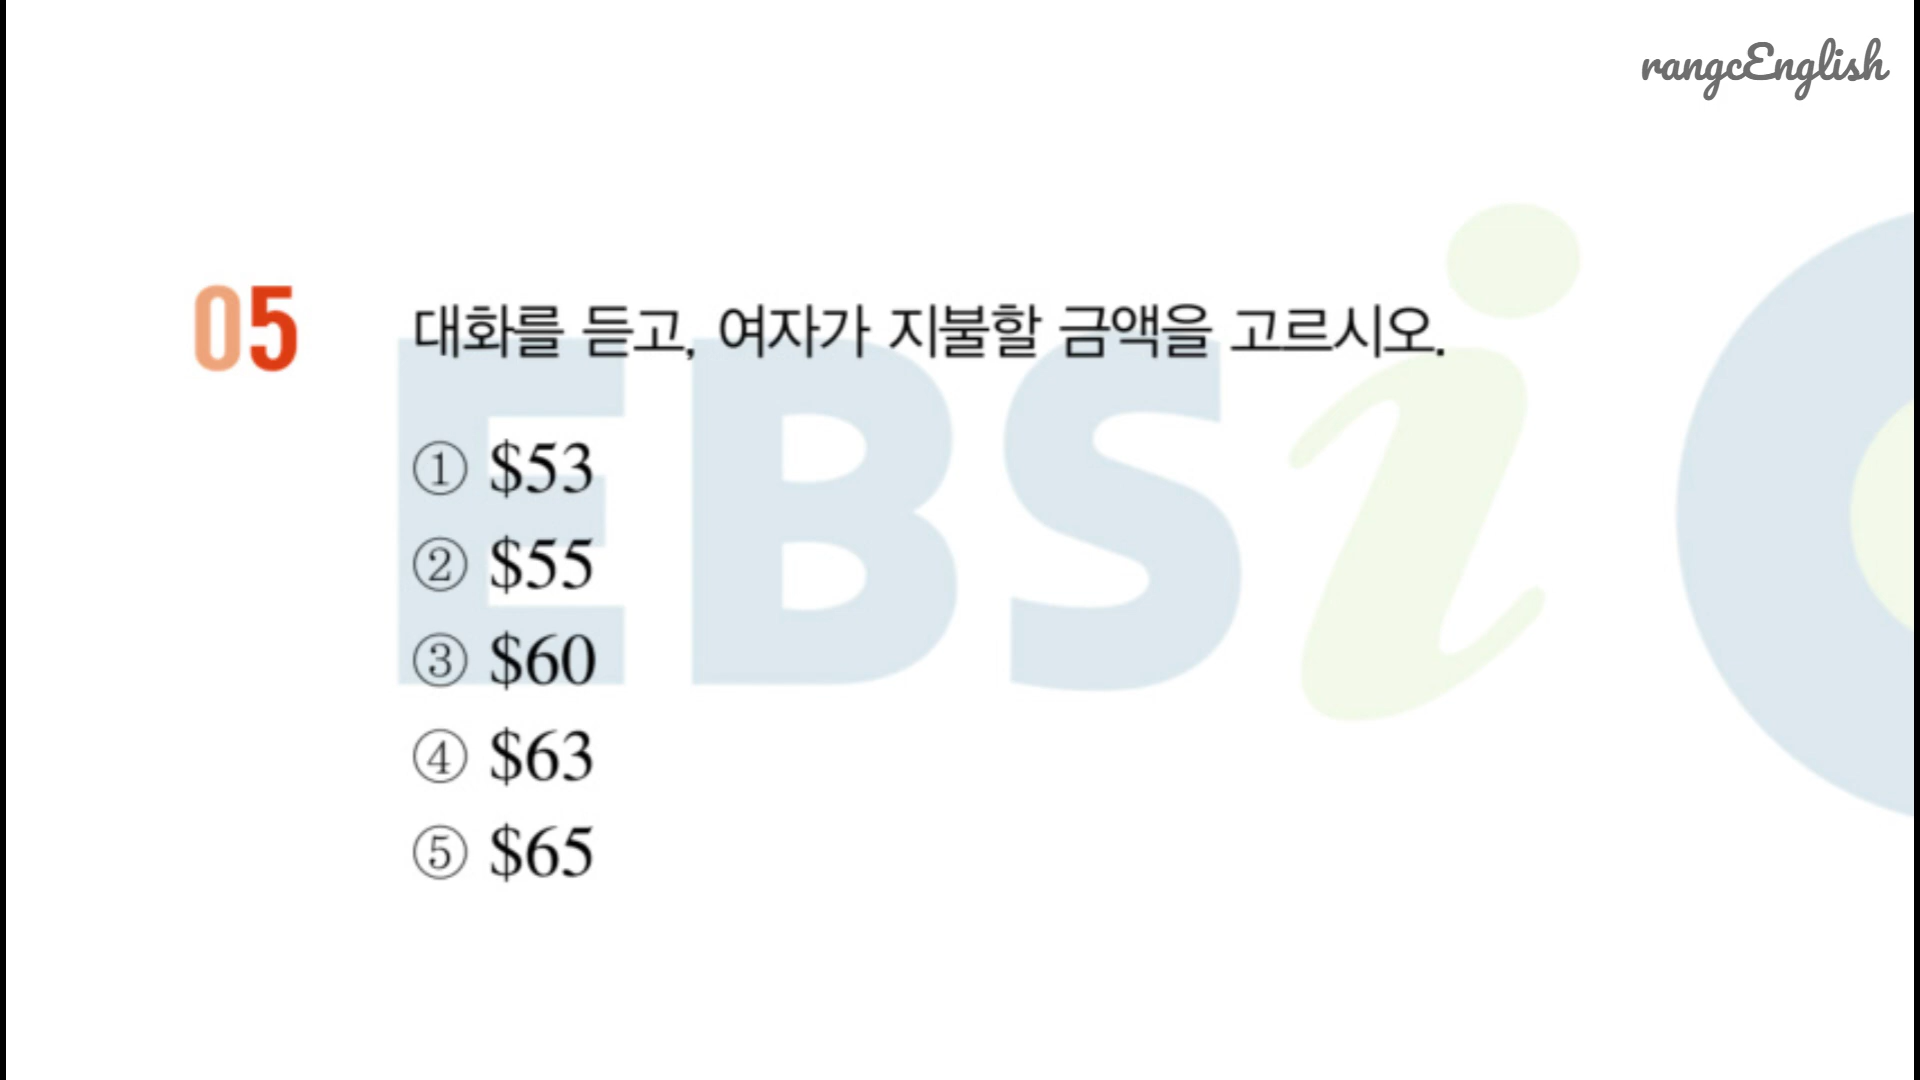 rangcEnglish
05 대화를 듣고, 여자가 지불할 금액을 고르시오.
EBSi
① $53
② $55
③ $60
④ $63
⑤ $65